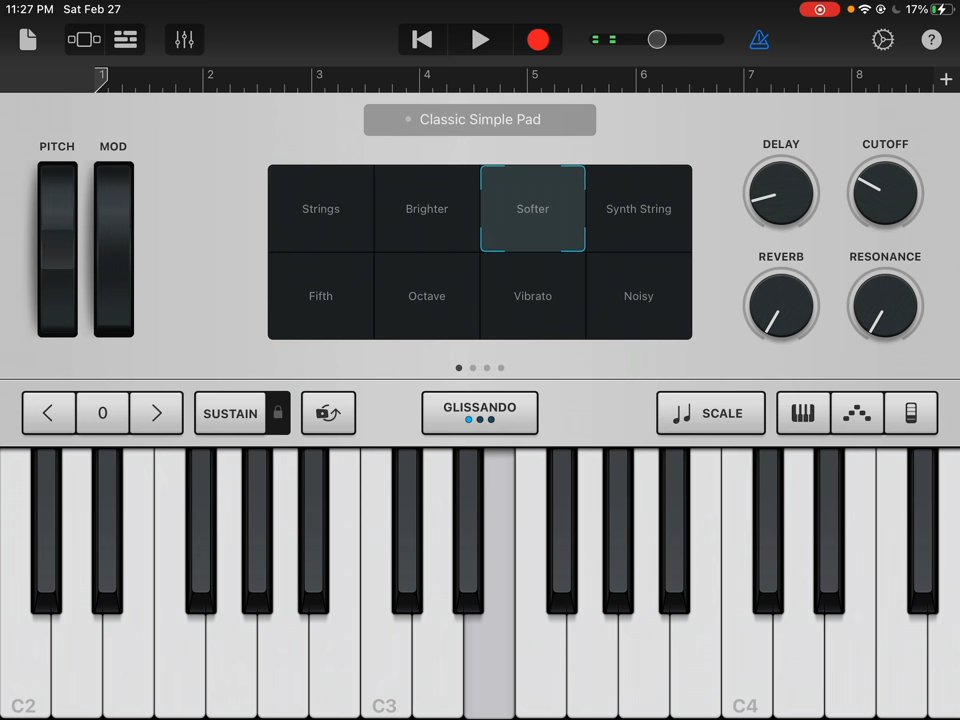 11:27 PM Sat Feb 27
17%
1 2 3 4 5 6 7 8
Classic Simple Pad
PITCH MOD
DELAY CUTOFF
Strings Brighter Softer Synth String
REVERB RESONANCE
Fifth Octave Vibrato Noisy
0 SUSTAIN GLISSANDO SCALE
C2 C3 C4